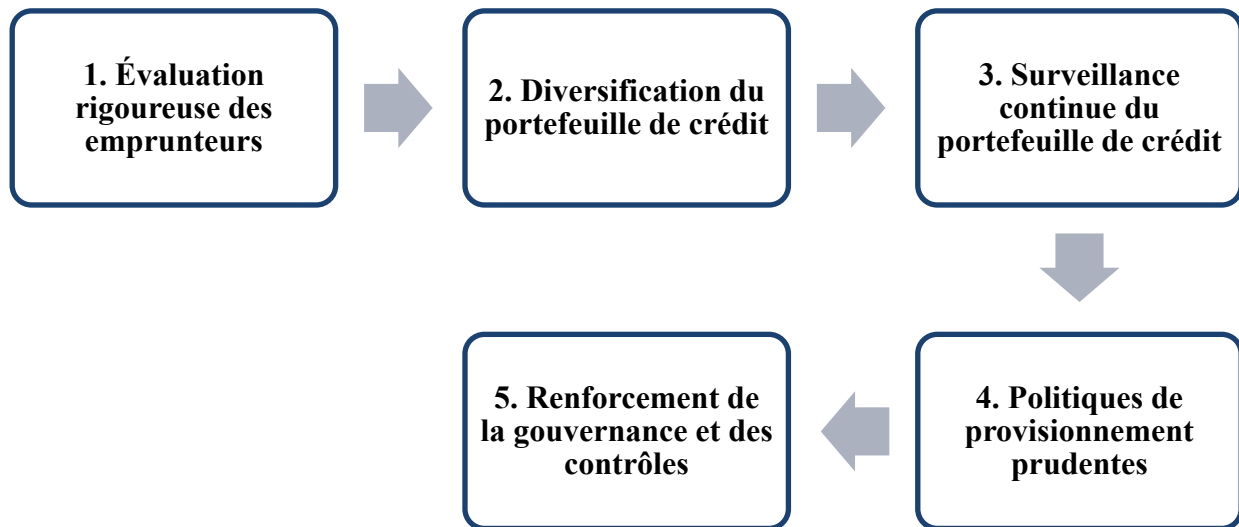 1. Évaluation
rigoureuse des
emprunteurs
2. Diversification du
portefeuille de crédit
3. Surveillance
continue du
portefeuille de crédit
4. Politiques de
provisionnement
prudentes
5. Renforcement de
la gouvernance et des
contrôles